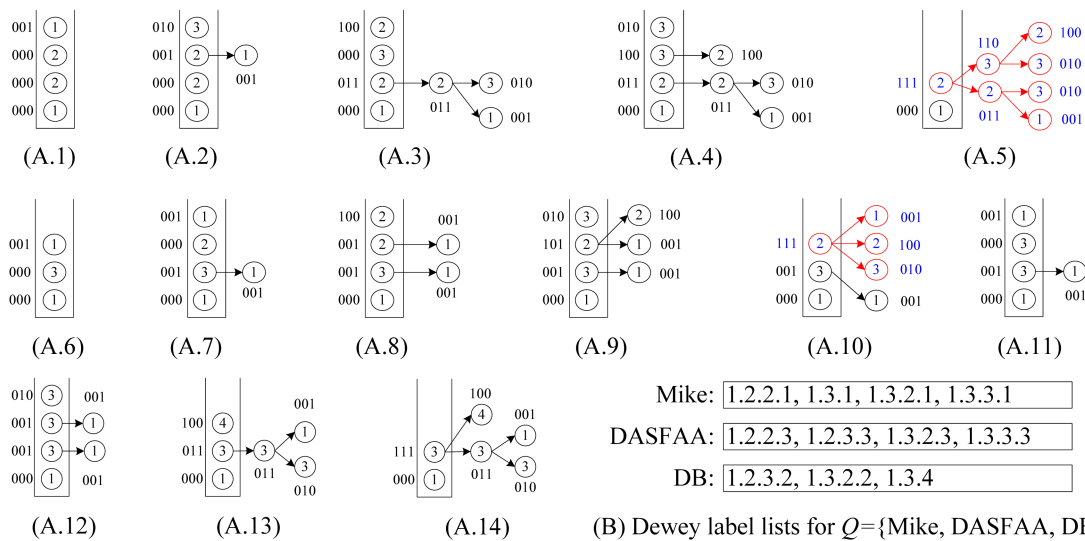 001 1
000 2
000 2
000 1
(A.1)
010 3
001 2 1
001
000 2
000 1
(A.2)
100 2
000 3
011 2 2 3 010
011
000 1 1 001
(A.3)
010 3
100 3 2 100
011 2 2 3 010
011
000 1 1 001
(A.4)
2 100
110
3 3 010
111 2 2 3 010
011
000 1 1 001
(A.5)
001 1
000 3
000 1
(A.6)
001 1
000 2
001 3 1
001
000 1
(A.7)
100 2
001
001 2 1
001 3 1
001
000 1
(A.8)
010 3 2 100
101 2 1 001
001 3 1 001
000 1
(A.9)
1 001
111 2 2 100
001 3 3 010
000 1 1 001
(A.10)
001 1
000 3
001 3 1
001
000 1
(A.11)
010 3
001 3 1 001
001 3 1
001
000 1
(A.12)
001
100 4 1
011 3 3
011
000 1 3
010
(A.13)
100
4 001
1
111 3 3
011
000 1 3
010
(A.14)
Mike: 1.2.2.1, 1.3.1, 1.3.2.1, 1.3.3.1
DASFAA: 1.2.2.3, 1.2.3.3, 1.3.2.3, 1.3.3.3
DB: 1.2.3.2, 1.3.2.2, 1.3.4
(B) Dewey label lists for Q={Mike, DASFAA, DB